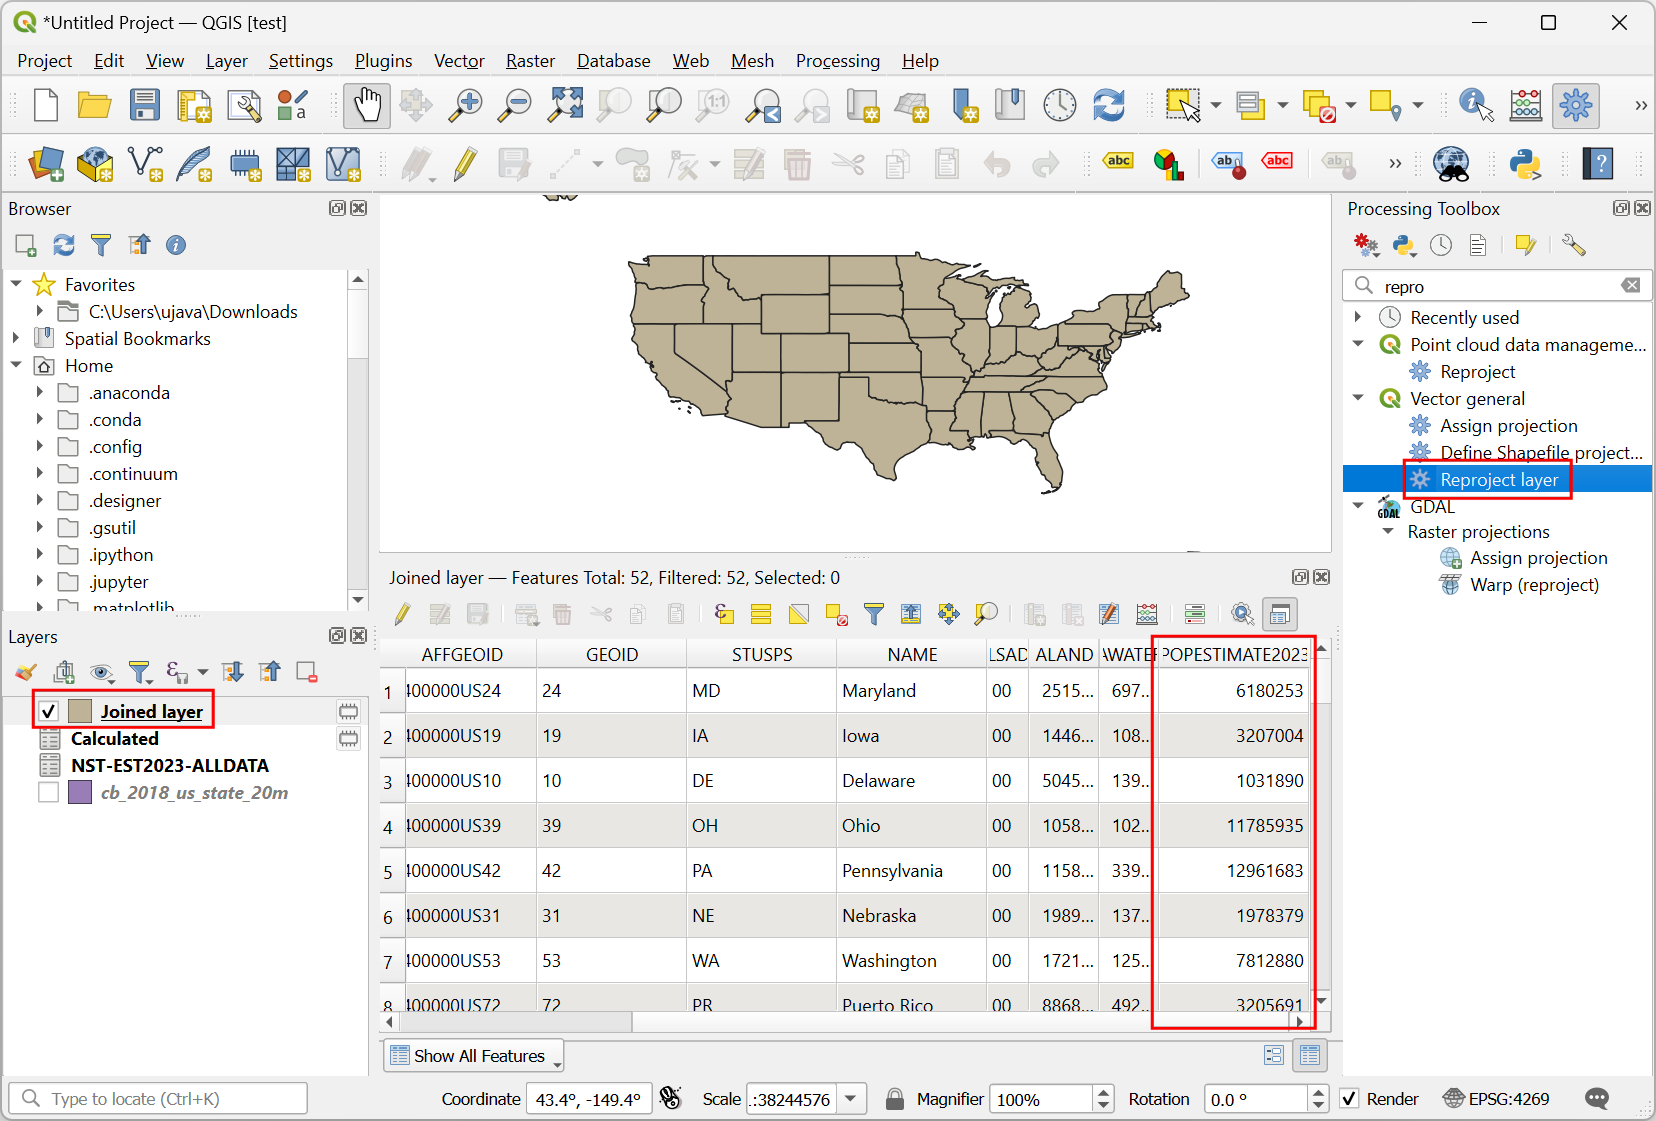 *Untitled Project — QGIS [test]
Project Edit View Layer Settings Plugins Vector Raster Database Web Mesh Processing Help
1:1
a
»
abc
ab
abc
ab
»
?
Browser
Favorites
C:\Users\ujava\Downloads
Spatial Bookmarks
Home
.anaconda
.conda
.config
.continuum
.designer
.gsutil
.ipython
.jupyter
.matplotlib
Layers
Joined layer
Calculated
NST-EST2023-ALLDATA
cb_2018_us_state_20m
Joined layer — Features Total: 52, Filtered: 52, Selected: 0
AFFGEOID GEOID STUSPS NAME LSAD ALAND AWATER POPESTIMATE2023
1 400000US24 24 MD Maryland 00 2515... 697... 6180253
2 400000US19 19 IA Iowa 00 1446... 108... 3207004
3 400000US10 10 DE Delaware 00 5045... 139... 1031890
4 400000US39 39 OH Ohio 00 1058... 102... 11785935
5 400000US42 42 PA Pennsylvania 00 1158... 339... 12961683
6 400000US31 31 NE Nebraska 00 1989... 137... 1978379
7 400000US53 53 WA Washington 00 1721... 125... 7812880
8 400000US72 72 PR Puerto Rico 00 8868... 492... 3205691
Show All Features
Processing Toolbox
repro
Recently used
Point cloud data manageme...
Reproject
Vector general
Assign projection
Define Shapefile project...
Reproject layer
GDAL
GDAL
Raster projections
Assign projection
Warp (reproject)
Type to locate (Ctrl+K)
Coordinate 43.4°, -149.4° Scale .:38244576 Magnifier 100% Rotation 0.0 ° Render EPSG:4269